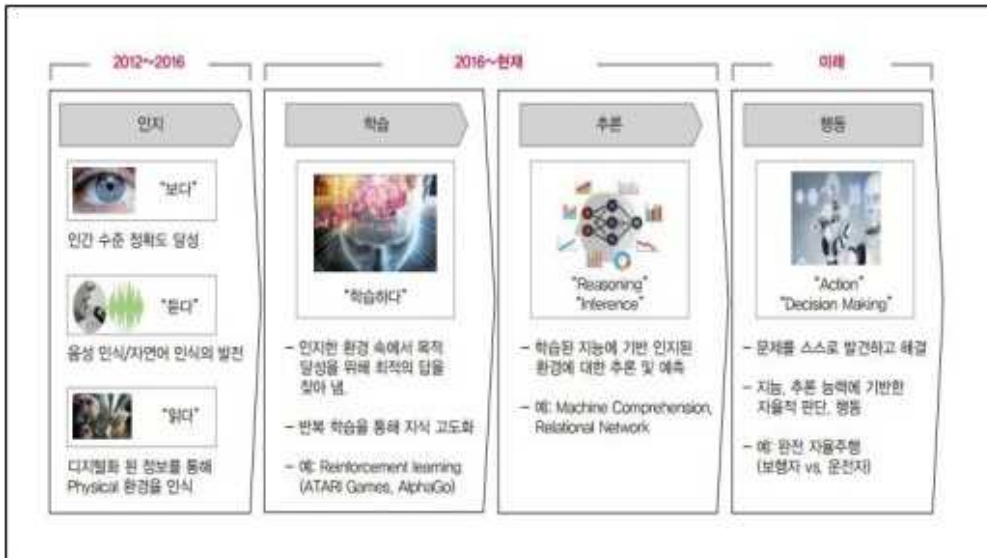 2012~2016
2016~현재
미래
인지
"보다"
인간 수준 정확도 달성
"듣다"
음성 인식/자연어 인식의 발전
"읽다"
디지털화 된 정보를 통해
Physical 환경을 인식
학습
"학습하다"
- 인지한 환경 속에서 목적
달성을 위해 최적의 답을
찾아 냄.
- 반복 학습을 통해 지식 고도화
- 예: Reinforcement learning
(ATARI Games, AlphaGo)
추론
"Reasoning"
"Inference"
- 학습된 지능에 기반 인지된
환경에 대한 추론 및 예측
- 예: Machine Comprehension,
Relational Network
행동
"Action"
"Decision Making"
- 문제를 스스로 발견하고 해결
- 지능, 추론 능력에 기반한
자율적 판단, 행동
- 예: 완전 자율주행
(보행자 vs. 운전자)